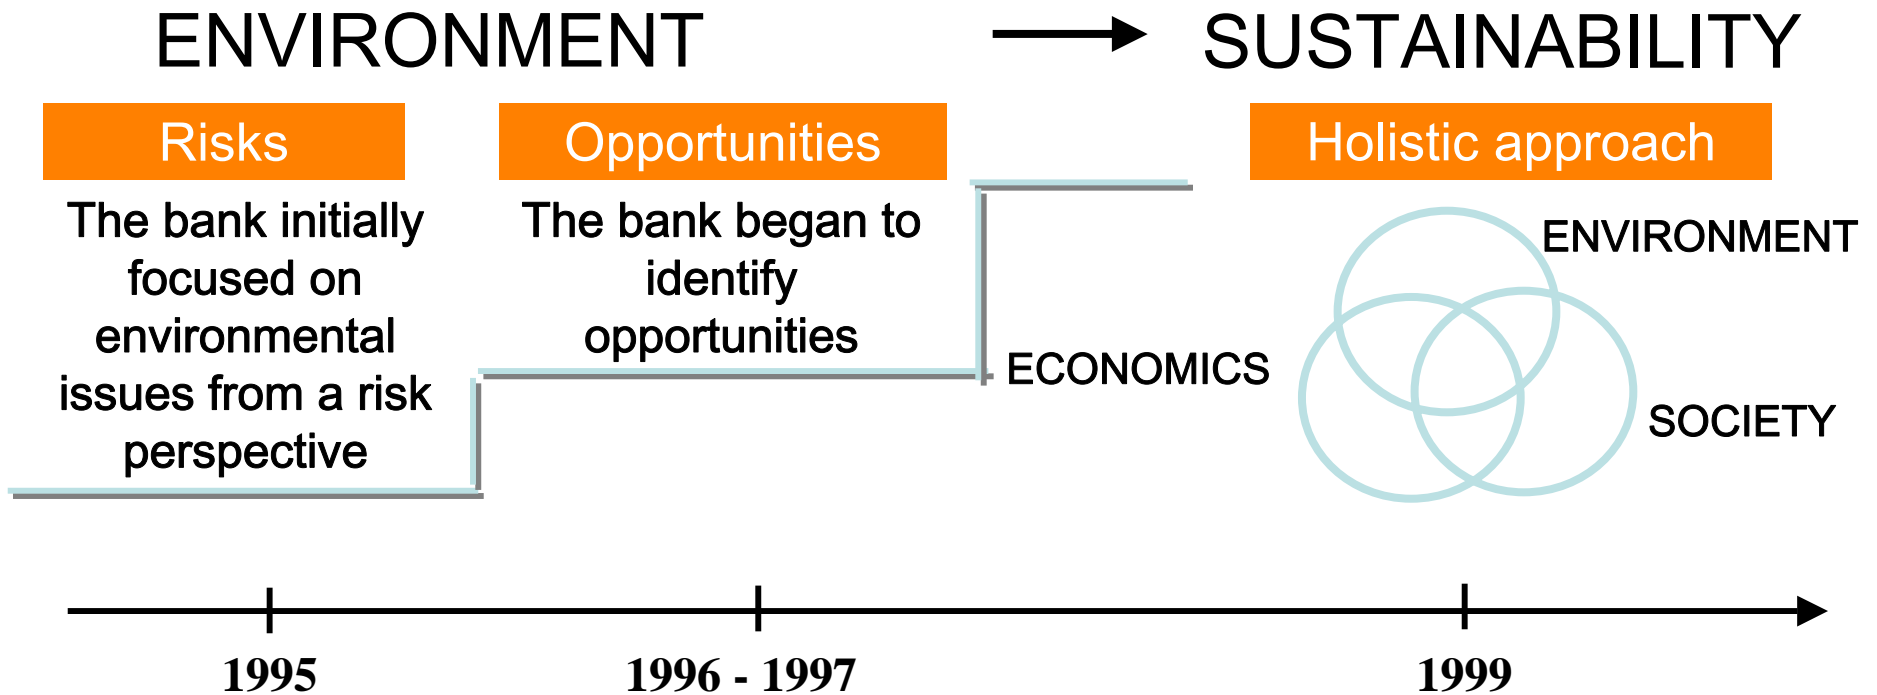 ENVIRONMENT
SUSTAINABILITY
Risks
The bank initially
focused on
environmental
issues from a risk
perspective
Opportunities
The bank began to
identify
opportunities
Holistic approach
ENVIRONMENT
ECONOMICS
SOCIETY
1995
1996 - 1997
1999